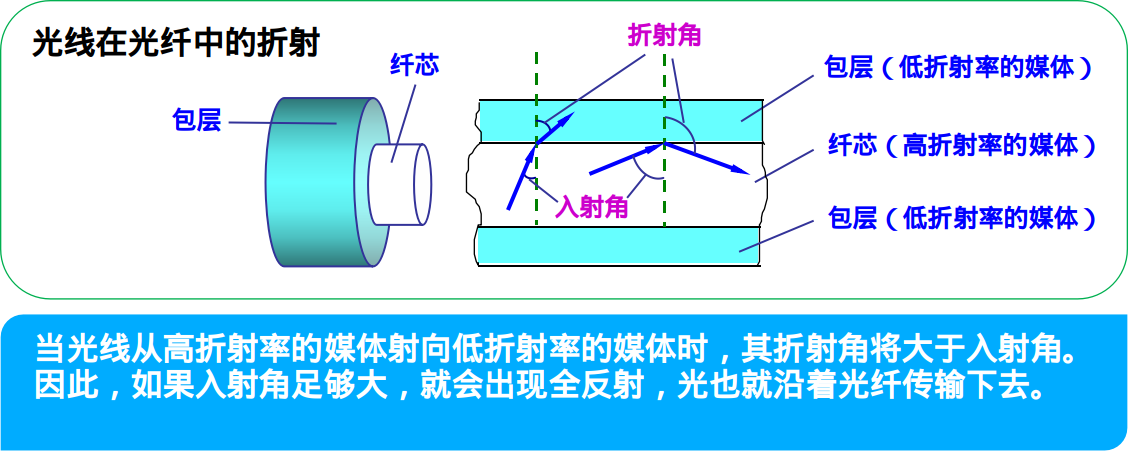 光线在光纤中的折射
折射角
纤芯
包层
包层（低折射率的媒体）
纤芯（高折射率的媒体）
入射角
包层（低折射率的媒体）
当光线从高折射率的媒体射向低折射率的媒体时，其折射角将大于入射角。
因此，如果入射角足够大，就会出现全反射，光也就沿着光纤传输下去。